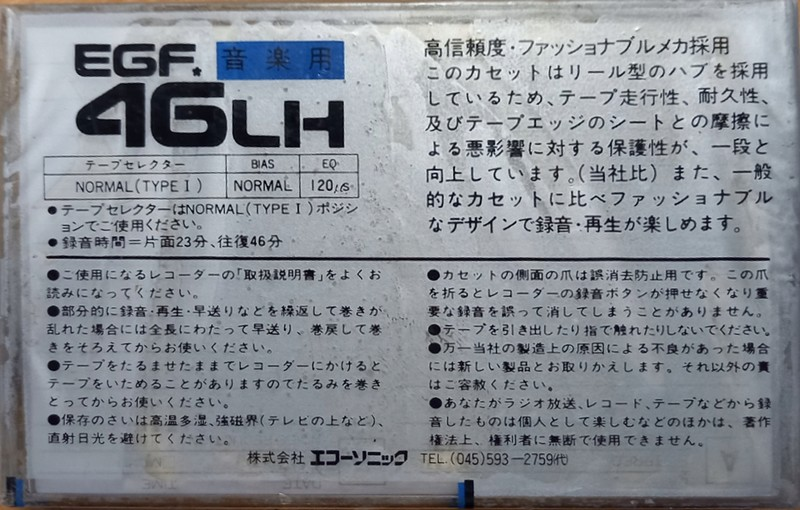 EGF. 音楽用
46LH
テープセレクター BIAS EQ
NORMAL(TYPE I) NORMAL 120μS
●テープセレクターはNORMAL(TYPE I)ポジシ
ョンでご使用ください。
●録音時間=片面23分、往復46分
高信頼度・ファッショナブルメカ採用
このカセットはリール型のハブを採用
しているため、テープ走行性、耐久性、
及びテープエッジのシートとの摩擦に
よる悪影響に対する保護性が、一段と
向上しています。(当社比) また、一般
的なカセットに比べファッショナブル
なデザインで録音・再生が楽しめます。
●ご使用になるレコーダーの「取扱説明書」をよくお
読みになってください。
●部分的に録音・再生・早送りなどを繰返して巻きが
乱れた場合には全長にわたって早送り、巻戻して巻
きをそろえてからお使いください。
●テープをたるませたままでレコーダーにかけると
テープをいためることがありますのでたるみを巻き
とってからお使いください。
●保存のさいは高温多湿、強磁界(テレビの上など)、
直射日光を避けてください。
●カセットの側面の爪は誤消去防止用です。この爪
を折るとレコーダーの録音ボタンが押せなくなり重
要な録音を誤って消してしまうことがありません。
●テープを引き出したり指で触れたりしないでください。
●万一当社の製造上の原因による不良があった場合
には新しい製品とお取りかえします。それ以外の責
はご容赦ください。
●あなたがラジオ放送、レコード、テープなどから録
音したものは個人として楽しむなどのほかは、著作
権法上、権利者に無断で使用できません。
株式会社 エコーソニック TEL.(045)593-2759㈹